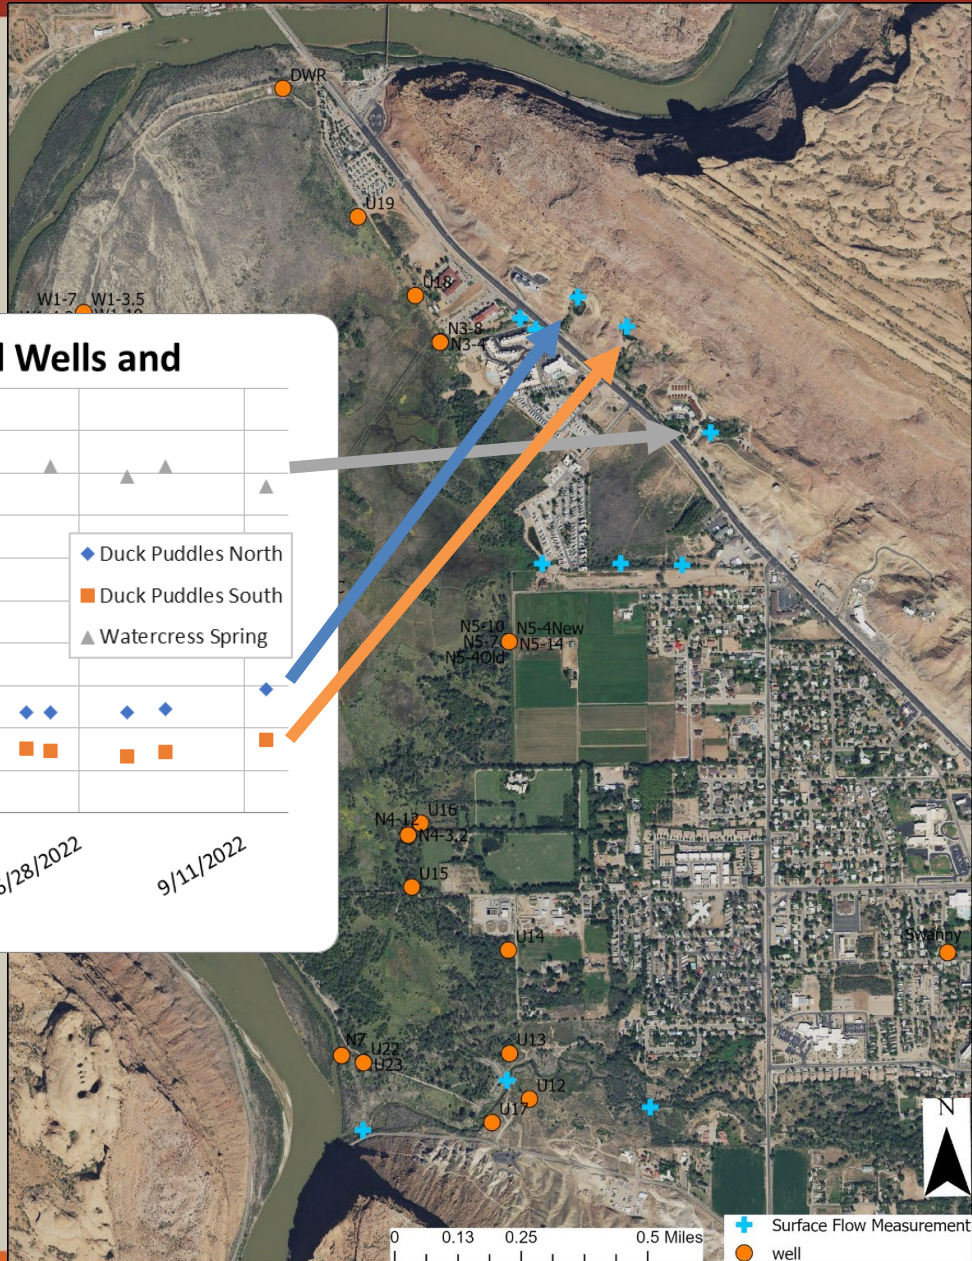 DWR
U19
U18
W1-7 W1-3.5
N3-8
N3-4
l Wells and
Duck Puddles North
Duck Puddles South
Watercress Spring
N5-10 N5-4New
N5-7 N5-14
N5-4Old
U16
N4-12
N4-3.2
U15
/28/2022
9/11/2022
U14
Swanny
N7
U22
U23
U13
U12
U17
N
0 0.13 0.25 0.5 Miles
Surface Flow Measurement
well